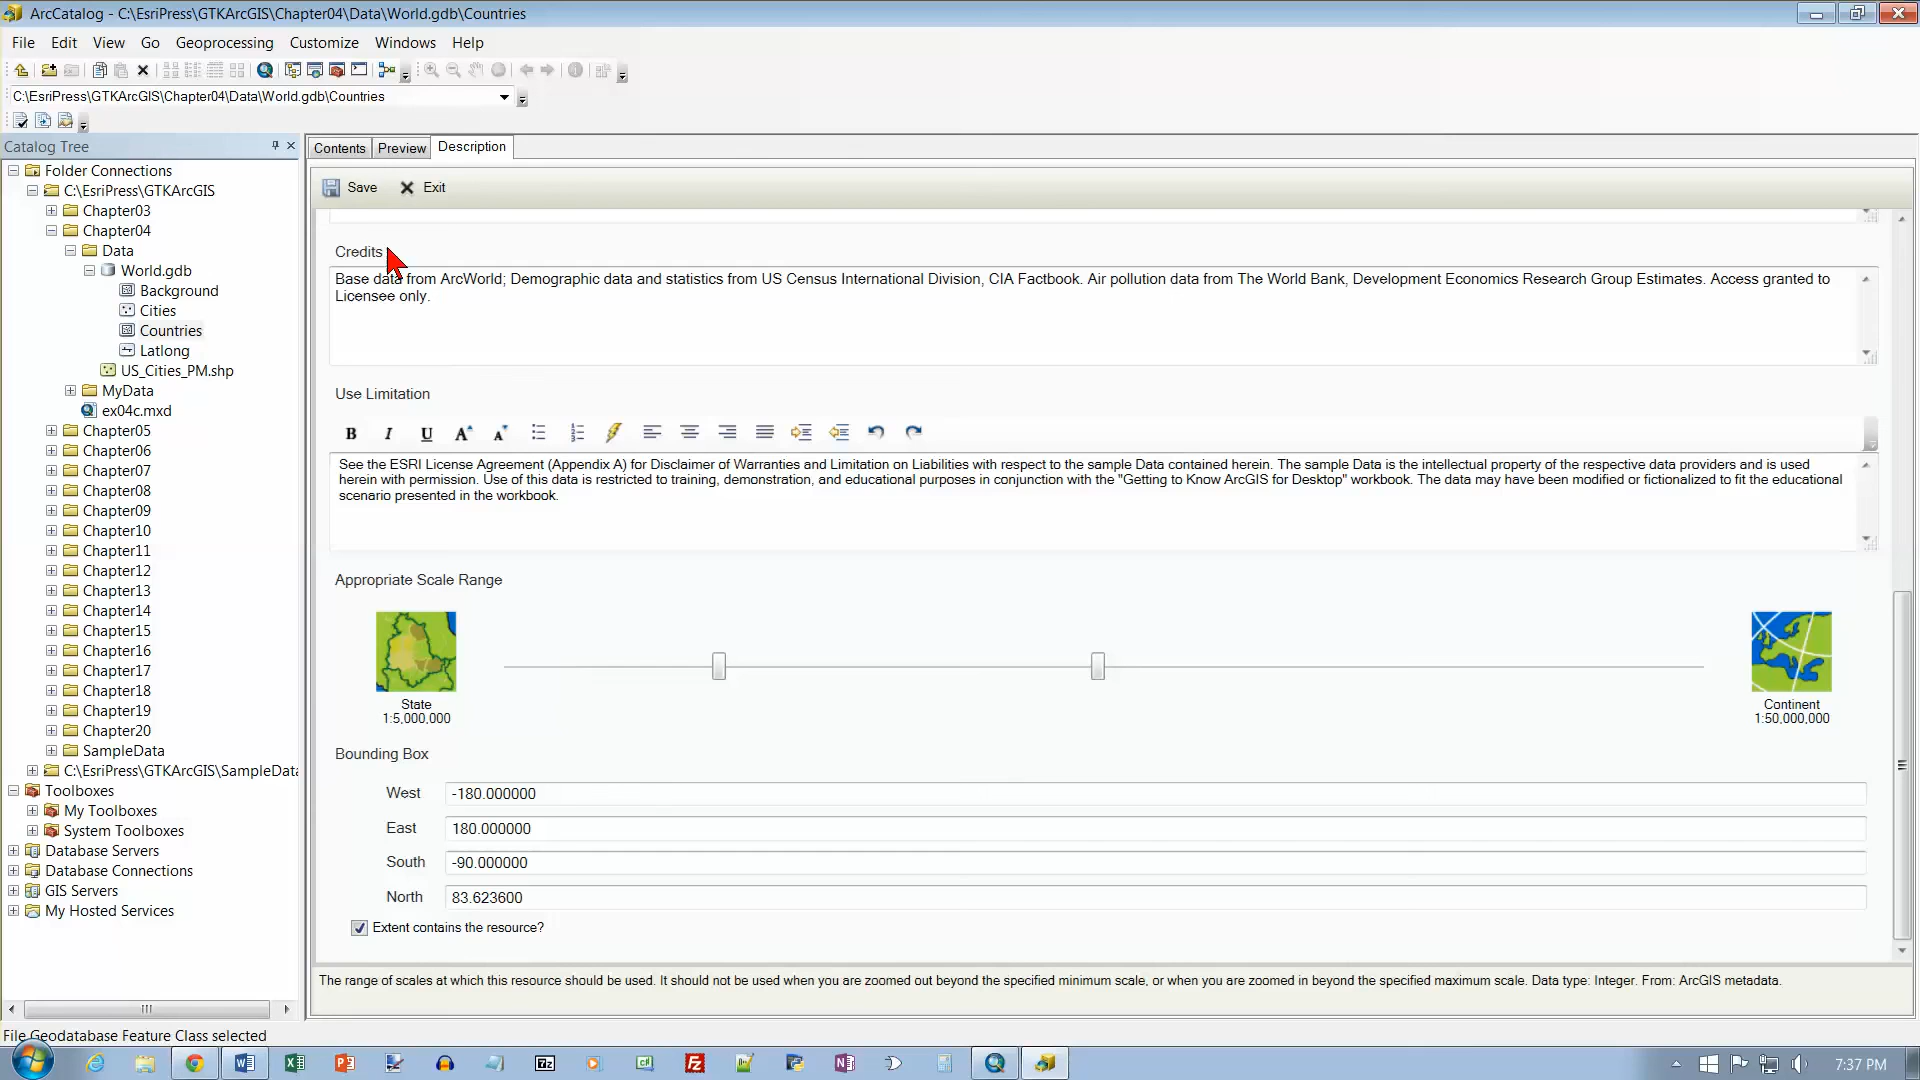 ArcCatalog - C:\EsriPress\GTKArcGIS\Chapter04\Data\World.gdb\Countries
File Edit View Go Geoprocessing Customize Windows Help
C:\EsriPress\GTKArcGIS\Chapter04\Data\World.gdb\Countries
Catalog Tree
Folder Connections
C:\EsriPress\GTKArcGIS
Chapter03
Chapter04
Data
World.gdb
Background
Cities
Countries
Latlong
US_Cities_PM.shp
MyData
ex04c.mxd
Chapter05
Chapter06
Chapter07
Chapter08
Chapter09
Chapter10
Chapter11
Chapter12
Chapter13
Chapter14
Chapter15
Chapter16
Chapter17
Chapter18
Chapter19
Chapter20
SampleData
C:\EsriPress\GTKArcGIS\SampleData
Toolboxes
My Toolboxes
System Toolboxes
Database Servers
Database Connections
GIS Servers
My Hosted Services
Contents Preview Description
Save Exit
Credits
Base data from ArcWorld; Demographic data and statistics from US Census International Division, CIA Factbook. Air pollution data from The World Bank, Development Economics Research Group Estimates. Access granted to
Licensee only.
Use Limitation
B I U A A
See the ESRI License Agreement (Appendix A) for Disclaimer of Warranties and Limitation on Liabilities with respect to the sample Data contained herein. The sample Data is the intellectual property of the respective data providers and is used
herein with permission. Use of this data is restricted to training, demonstration, and educational purposes in conjunction with the "Getting to Know ArcGIS for Desktop" workbook. The data may have been modified or fictionalized to fit the educational
scenario presented in the workbook.
Appropriate Scale Range
State
1:5,000,000
Continent
1:50,000,000
Bounding Box
West -180.000000
East 180.000000
South -90.000000
North 83.623600
Extent contains the resource?
The range of scales at which this resource should be used. It should not be used when you are zoomed out beyond the specified minimum scale, or when you are zoomed in beyond the specified maximum scale. Data type: Integer. From: ArcGIS metadata.
File Geodatabase Feature Class selected
7:37 PM